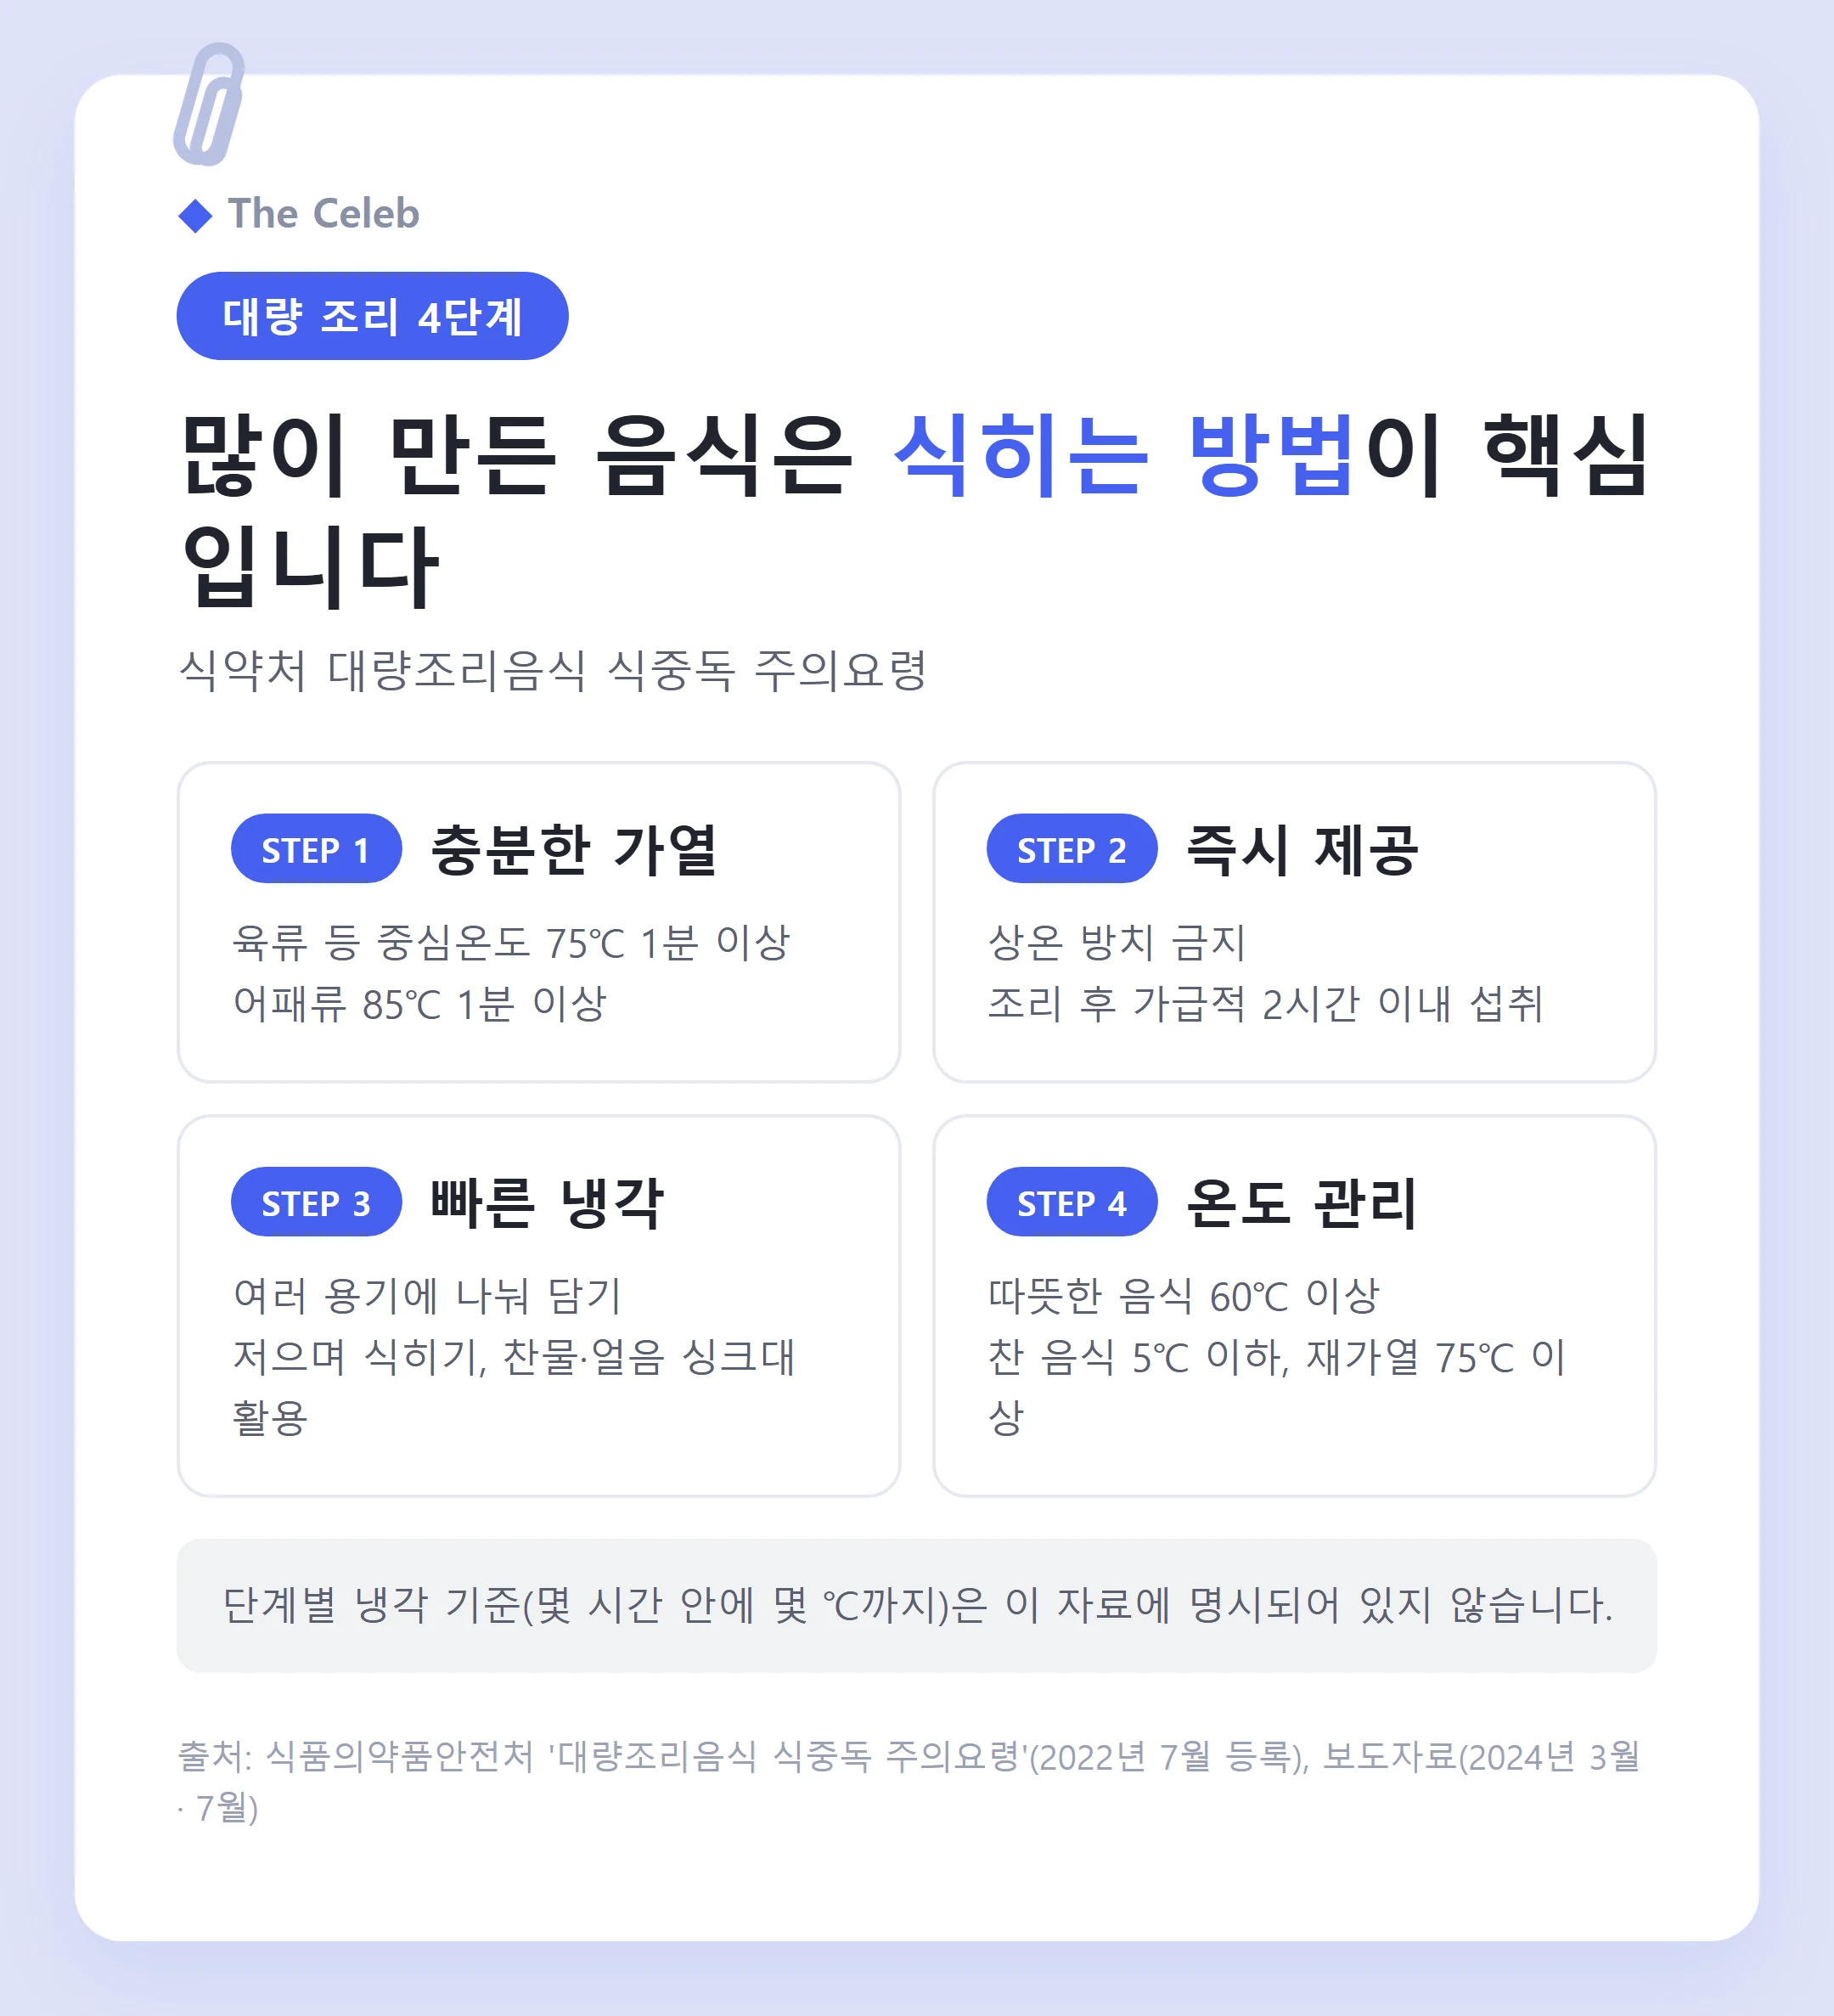 The Celeb
대량 조리 4단계
많이 만든 음식은 식히는 방법이 핵심
입니다
식약처 대량조리음식 식중독 주의요령
STEP 1 충분한 가열
육류 등 중심온도 75℃ 1분 이상
어패류 85℃ 1분 이상
STEP 2 즉시 제공
상온 방치 금지
조리 후 가급적 2시간 이내 섭취
STEP 3 빠른 냉각
여러 용기에 나눠 담기
저으며 식히기, 찬물·얼음 싱크대
활용
STEP 4 온도 관리
따뜻한 음식 60℃ 이상
찬 음식 5℃ 이하, 재가열 75℃ 이
상
단계별 냉각 기준(몇 시간 안에 몇 ℃까지)은 이 자료에 명시되어 있지 않습니다.
출처: 식품의약품안전처 '대량조리음식 식중독 주의요령'(2022년 7월 등록), 보도자료(2024년 3월
· 7월)